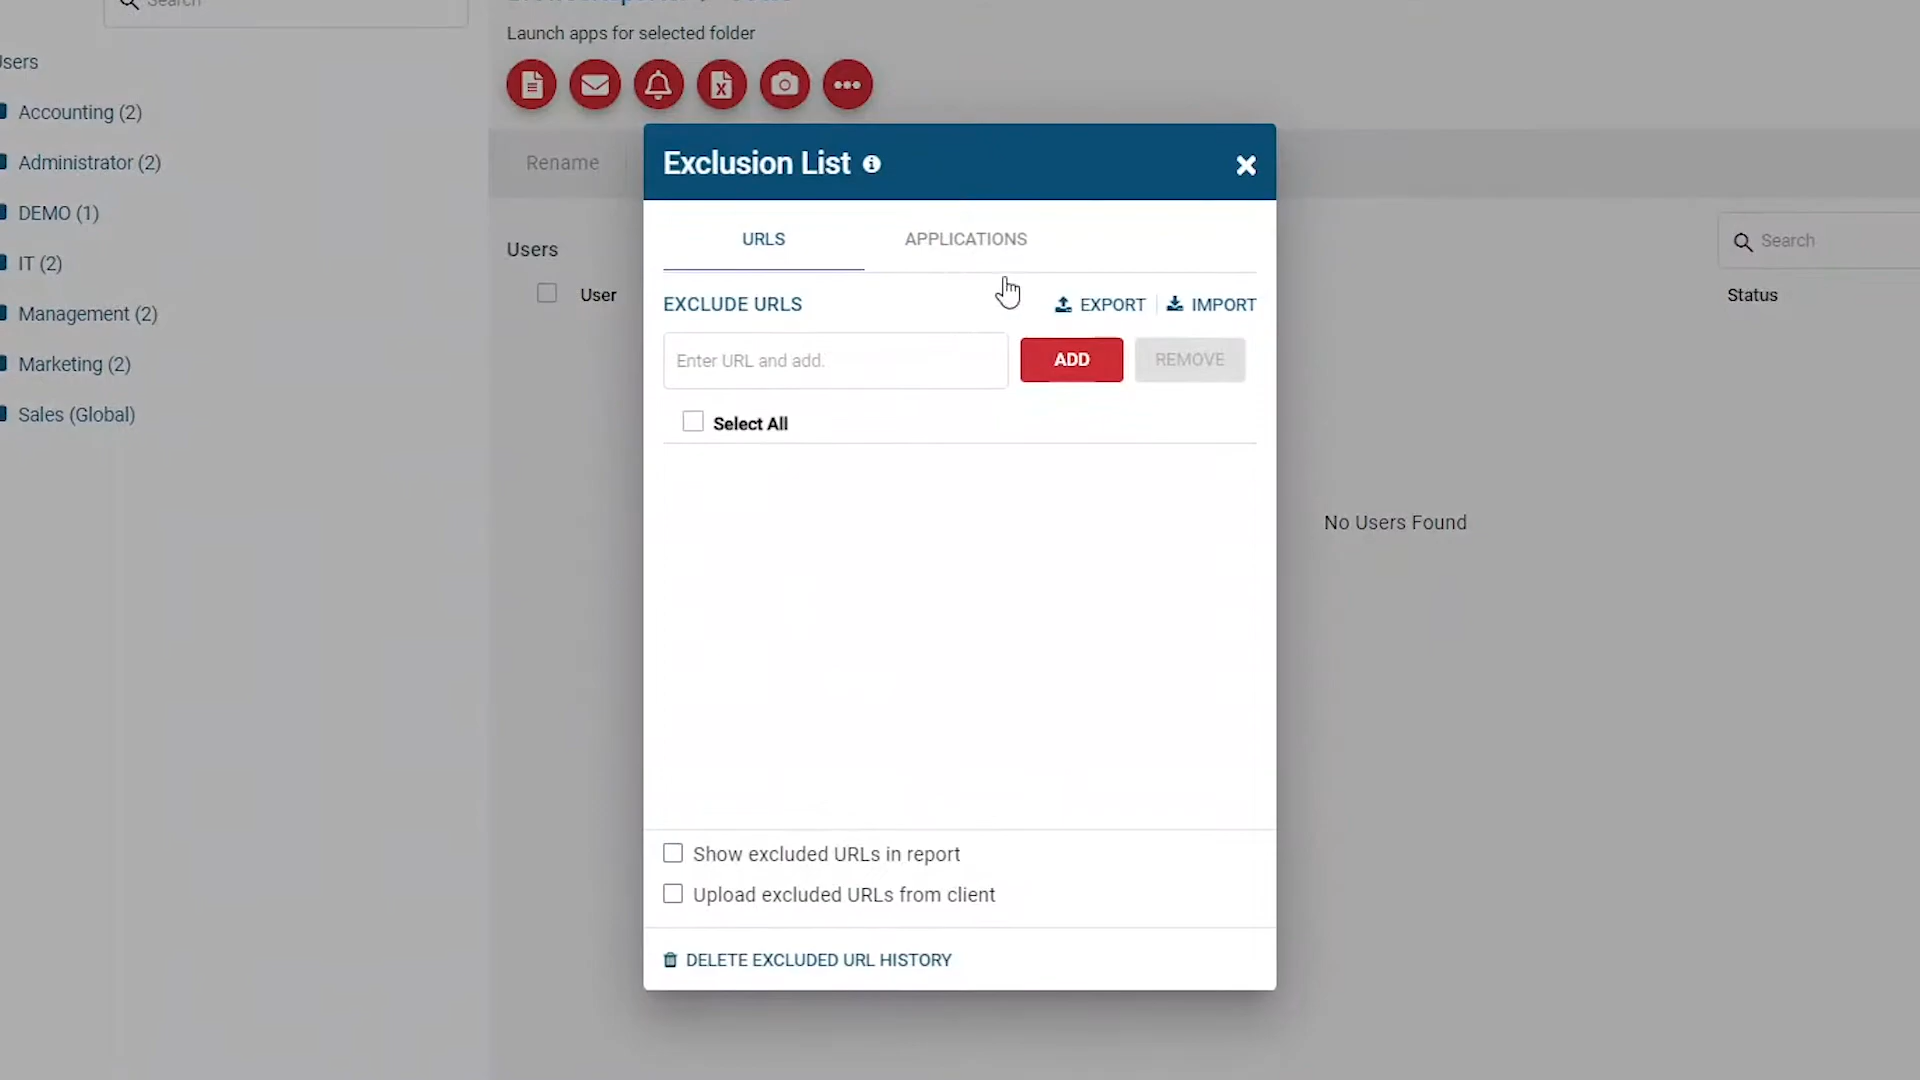 Search
Launch apps for selected folder
Users
Accounting (2)
Administrator (2)
DEMO (1)
IT (2)
Management (2)
Marketing (2)
Sales (Global)
Rename
Users
User
Search
Status
No Users Found
Exclusion List
URLS
APPLICATIONS
EXCLUDE URLS
EXPORT
IMPORT
Enter URL and add.
ADD
REMOVE
Select All
Show excluded URLs in report
Upload excluded URLs from client
DELETE EXCLUDED URL HISTORY